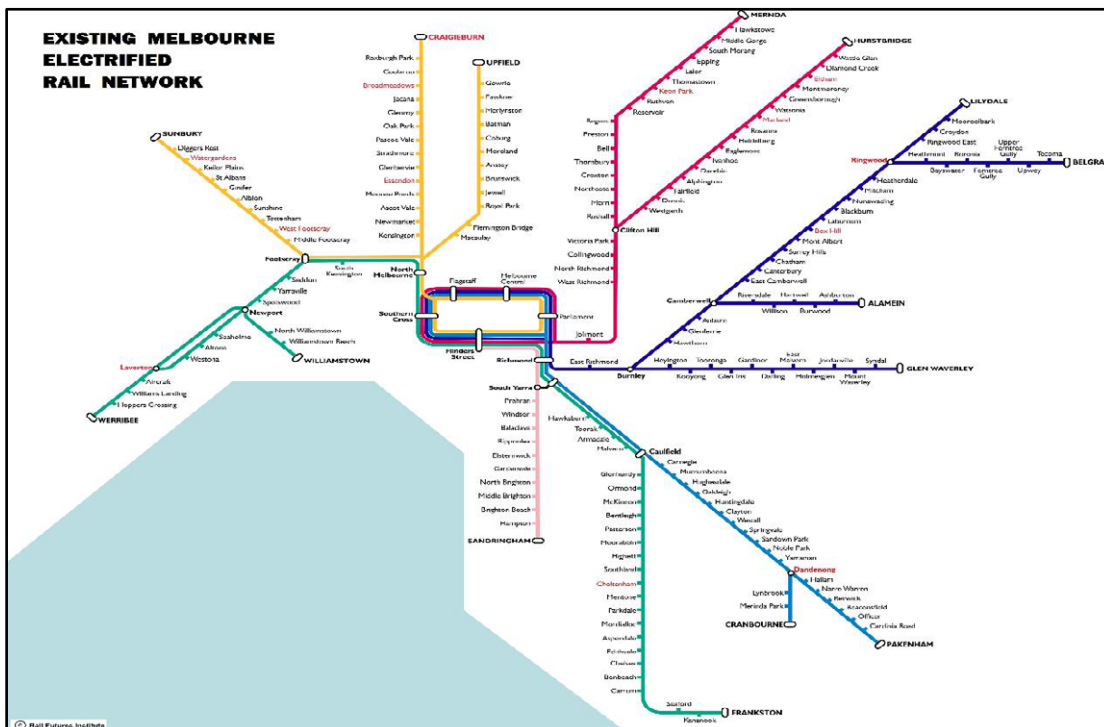 EXISTING MELBOURNE
ELECTRIFIED
RAIL NETWORK
CRAIGIEBURN
Roxburgh Park
Coolaroo
Broadmeadows
Jacana
Glenroy
Oak Park
Pascoe Vale
Strathmore
Glenbervie
Essendon
Moonee Ponds
Ascot Vale
Newmarket
Kensington
UPFIELD
Gowrie
Fawkner
Merlynston
Batman
Coburg
Moreland
Anstey
Brunswick
Jewell
Royal Park
Flemington Bridge
Macaulay
SUNBURY
Diggers Rest
Watergardens
Keilor Plains
St Albans
Ginifer
Albion
Sunshine
Tottenham
West Footscray
Middle Footscray
Footscray
South
Kensington
North
Melbourne
Seddon
Yarraville
Spotswood
Newport
North Williamstown
Williamstown Beach
WILLIAMSTOWN
Seaholme
Altona
Westona
Laverton
Aircraft
Williams Landing
Hoppers Crossing
WERRIBEE
MERNDA
Hawkstowe
Middle Gorge
South Morang
Epping
Lalor
Thomastown
Keon Park
Ruthven
Reservoir
Regent
Preston
Bell
Thornbury
Croxton
Northcote
Merri
Rushall
HURSTBRIDGE
Wattle Glen
Diamond Creek
Eltham
Montmorency
Greensborough
Watsonia
Macleod
Rosanna
Heidelberg
Eaglemont
Ivanhoe
Darebin
Alphington
Fairfield
Dennis
Westgarth
Clifton Hill
Victoria Park
Collingwood
North Richmond
West Richmond
Jolimont
Flagstaff
Melbourne
Central
Parliament
Southern
Cross
Flinders
Street
Richmond
LILYDALE
Mooroolbark
Croydon
Ringwood East
Ringwood
Heathmont
Bayswater
Boronia
Ferntree
Gully
Upper
Ferntree
Gully
Upwey
Tecoma
BELGRA
Heatherdale
Mitcham
Nunawading
Blackburn
Laburnum
Box Hill
Mont Albert
Surrey Hills
Chatham
Canterbury
East Camberwell
Camberwell
Riversdale
Willison
Hartwell
Burwood
Ashburton
ALAMEIN
Auburn
Glenferrie
Hawthorn
East Richmond
Burnley
Heyington
Kooyong
Tooronga
Glen Iris
Gardiner
Darling
East
Malvern
Holmesglen
Jordanville
Mount
Waverley
Syndal
GLEN WAVERLEY
South Yarra
Prahran
Windsor
Balaclava
Ripponlea
Elsternwick
Gardenvale
North Brighton
Middle Brighton
Brighton Beach
Hampton
SANDRINGHAM
Hawksburn
Toorak
Armadale
Malvern
Caulfield
Glenhuntly
Ormond
McKinnon
Bentleigh
Patterson
Moorabbin
Highett
Southland
Cheltenham
Mentone
Parkdale
Mordialloc
Aspendale
Edithvale
Chelsea
Bonbeach
Carrum
Seaford
Kananook
FRANKSTON
Carnegie
Murrumbeena
Hughesdale
Oakleigh
Huntingdale
Clayton
Westall
Springvale
Sandown Park
Noble Park
Yarraman
Dandenong
Lynbrook
Merinda Park
CRANBOURNE
Hallam
Narre Warren
Berwick
Beaconsfield
Officer
Cardinia Road
PAKENHAM
© Rail Futures Institute